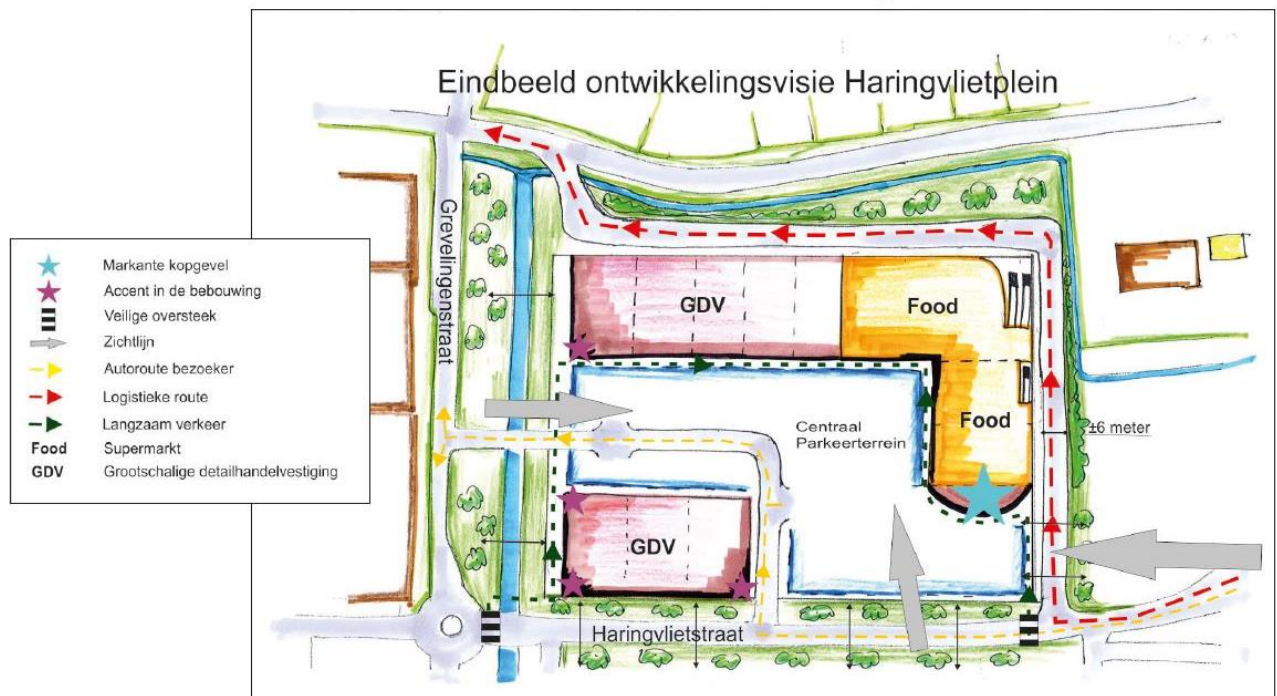 Eindbeeld ontwikkelingsvisie Haringvlietplein
Grevelingenstraat
Markante kopgevel
Accent in de bebouwing
Veilige oversteek
Zichtlijn
Autoroute bezoeker
Logistieke route
Langzaam verkeer
Food Supermarkt
GDV Grootschalige detailhandelvestiging
GDV
Food
Centraal
Parkeerterrein
Food
±6 meter
GDV
Haringvlietstraat